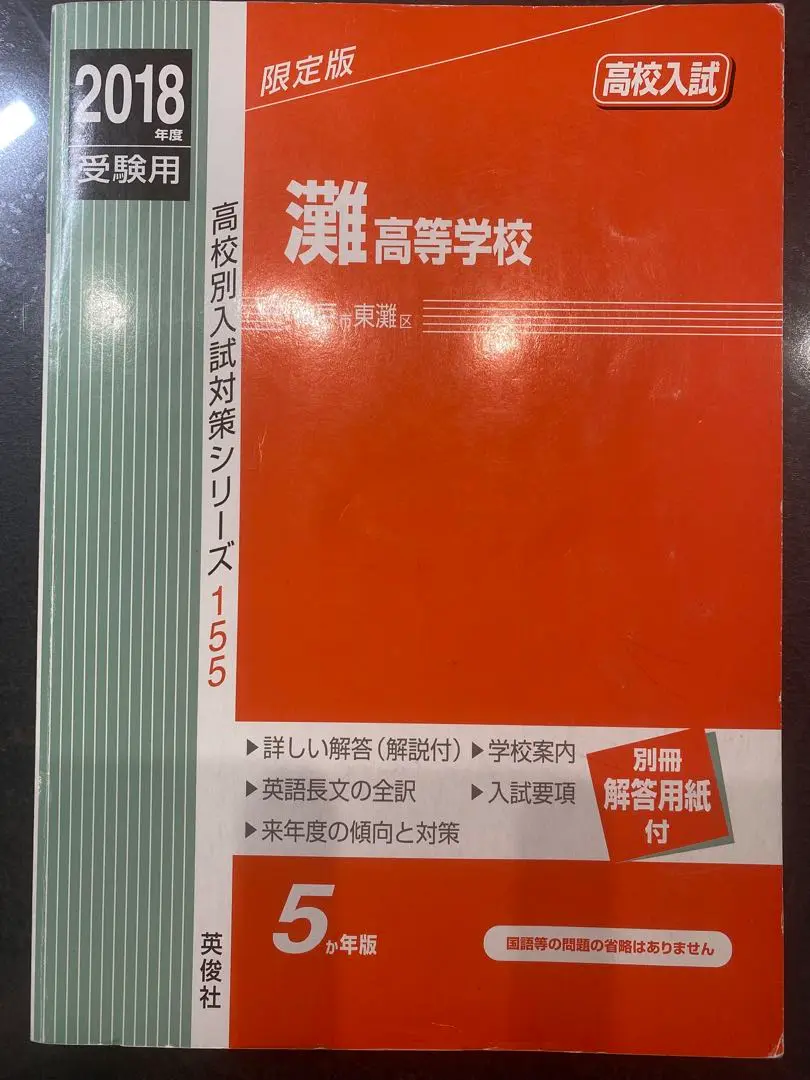 2018
年度
受験用
限定版
高校入試
灘高等学校
戸市東灘区
高校別入試対策シリーズ155
▶詳しい解答(解説付) ▶学校案内
▶英語長文の全訳 ▶入試要項
▶来年度の傾向と対策
別冊
解答用紙
付
5か年版
国語等の問題の省略はありません
英俊社